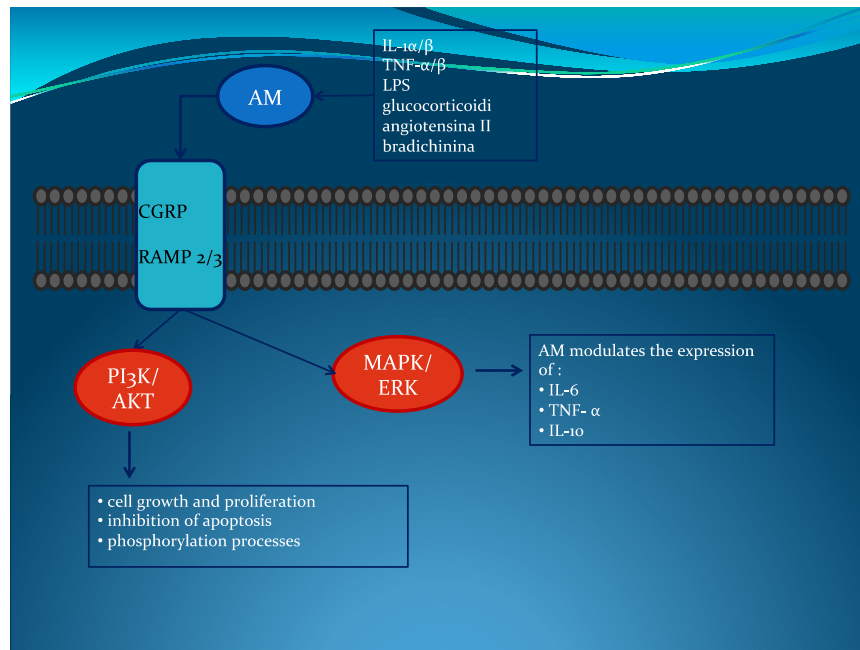 IL-1α/β
TNF-α/β
LPS
glucocorticoidi
angiotensina II
bradichinina
AM
CGRP
RAMP 2/3
PI3K/
AKT
MAPK/
ERK
AM modulates the expression
of :
• IL-6
• TNF- α
• IL-10
• cell growth and proliferation
• inhibition of apoptosis
• phosphorylation processes